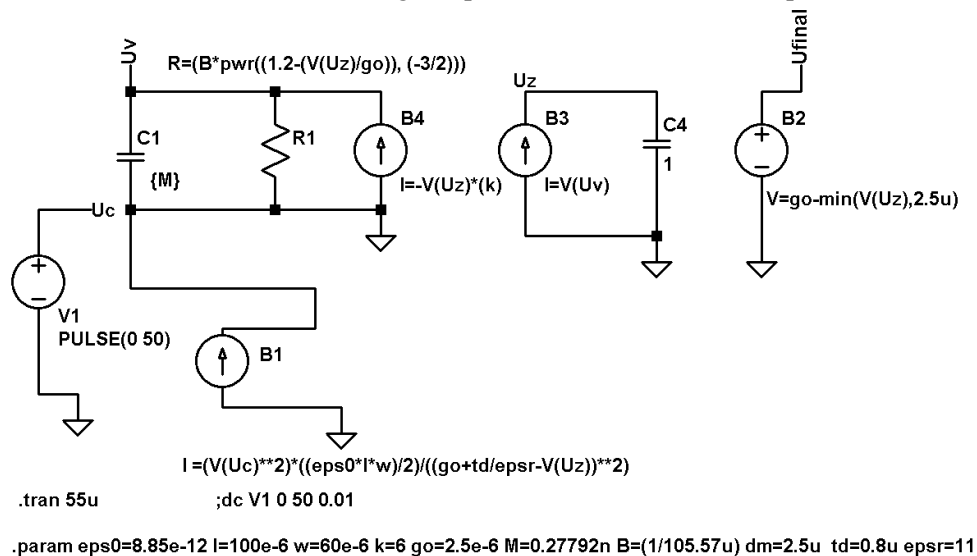 Uv
R=(B*pwr((1.2-(V(Uz)/go)), (-3/2)))
C1
{M}
R1
B4
I=-V(Uz)*(k)
Uz
B3
I=V(Uv)
C4
1
Ufinal
B2
V=go-min(V(Uz),2.5u)
Uc
V1
PULSE(0 50)
B1
I =(V(Uc)**2)*((eps0*l*w)/2)/((go+td/epsr-V(Uz))**2)
.tran 55u
;dc V1 0 50 0.01
.param eps0=8.85e-12 l=100e-6 w=60e-6 k=6 go=2.5e-6 M=0.27792n B=(1/105.57u) dm=2.5u td=0.8u epsr=11